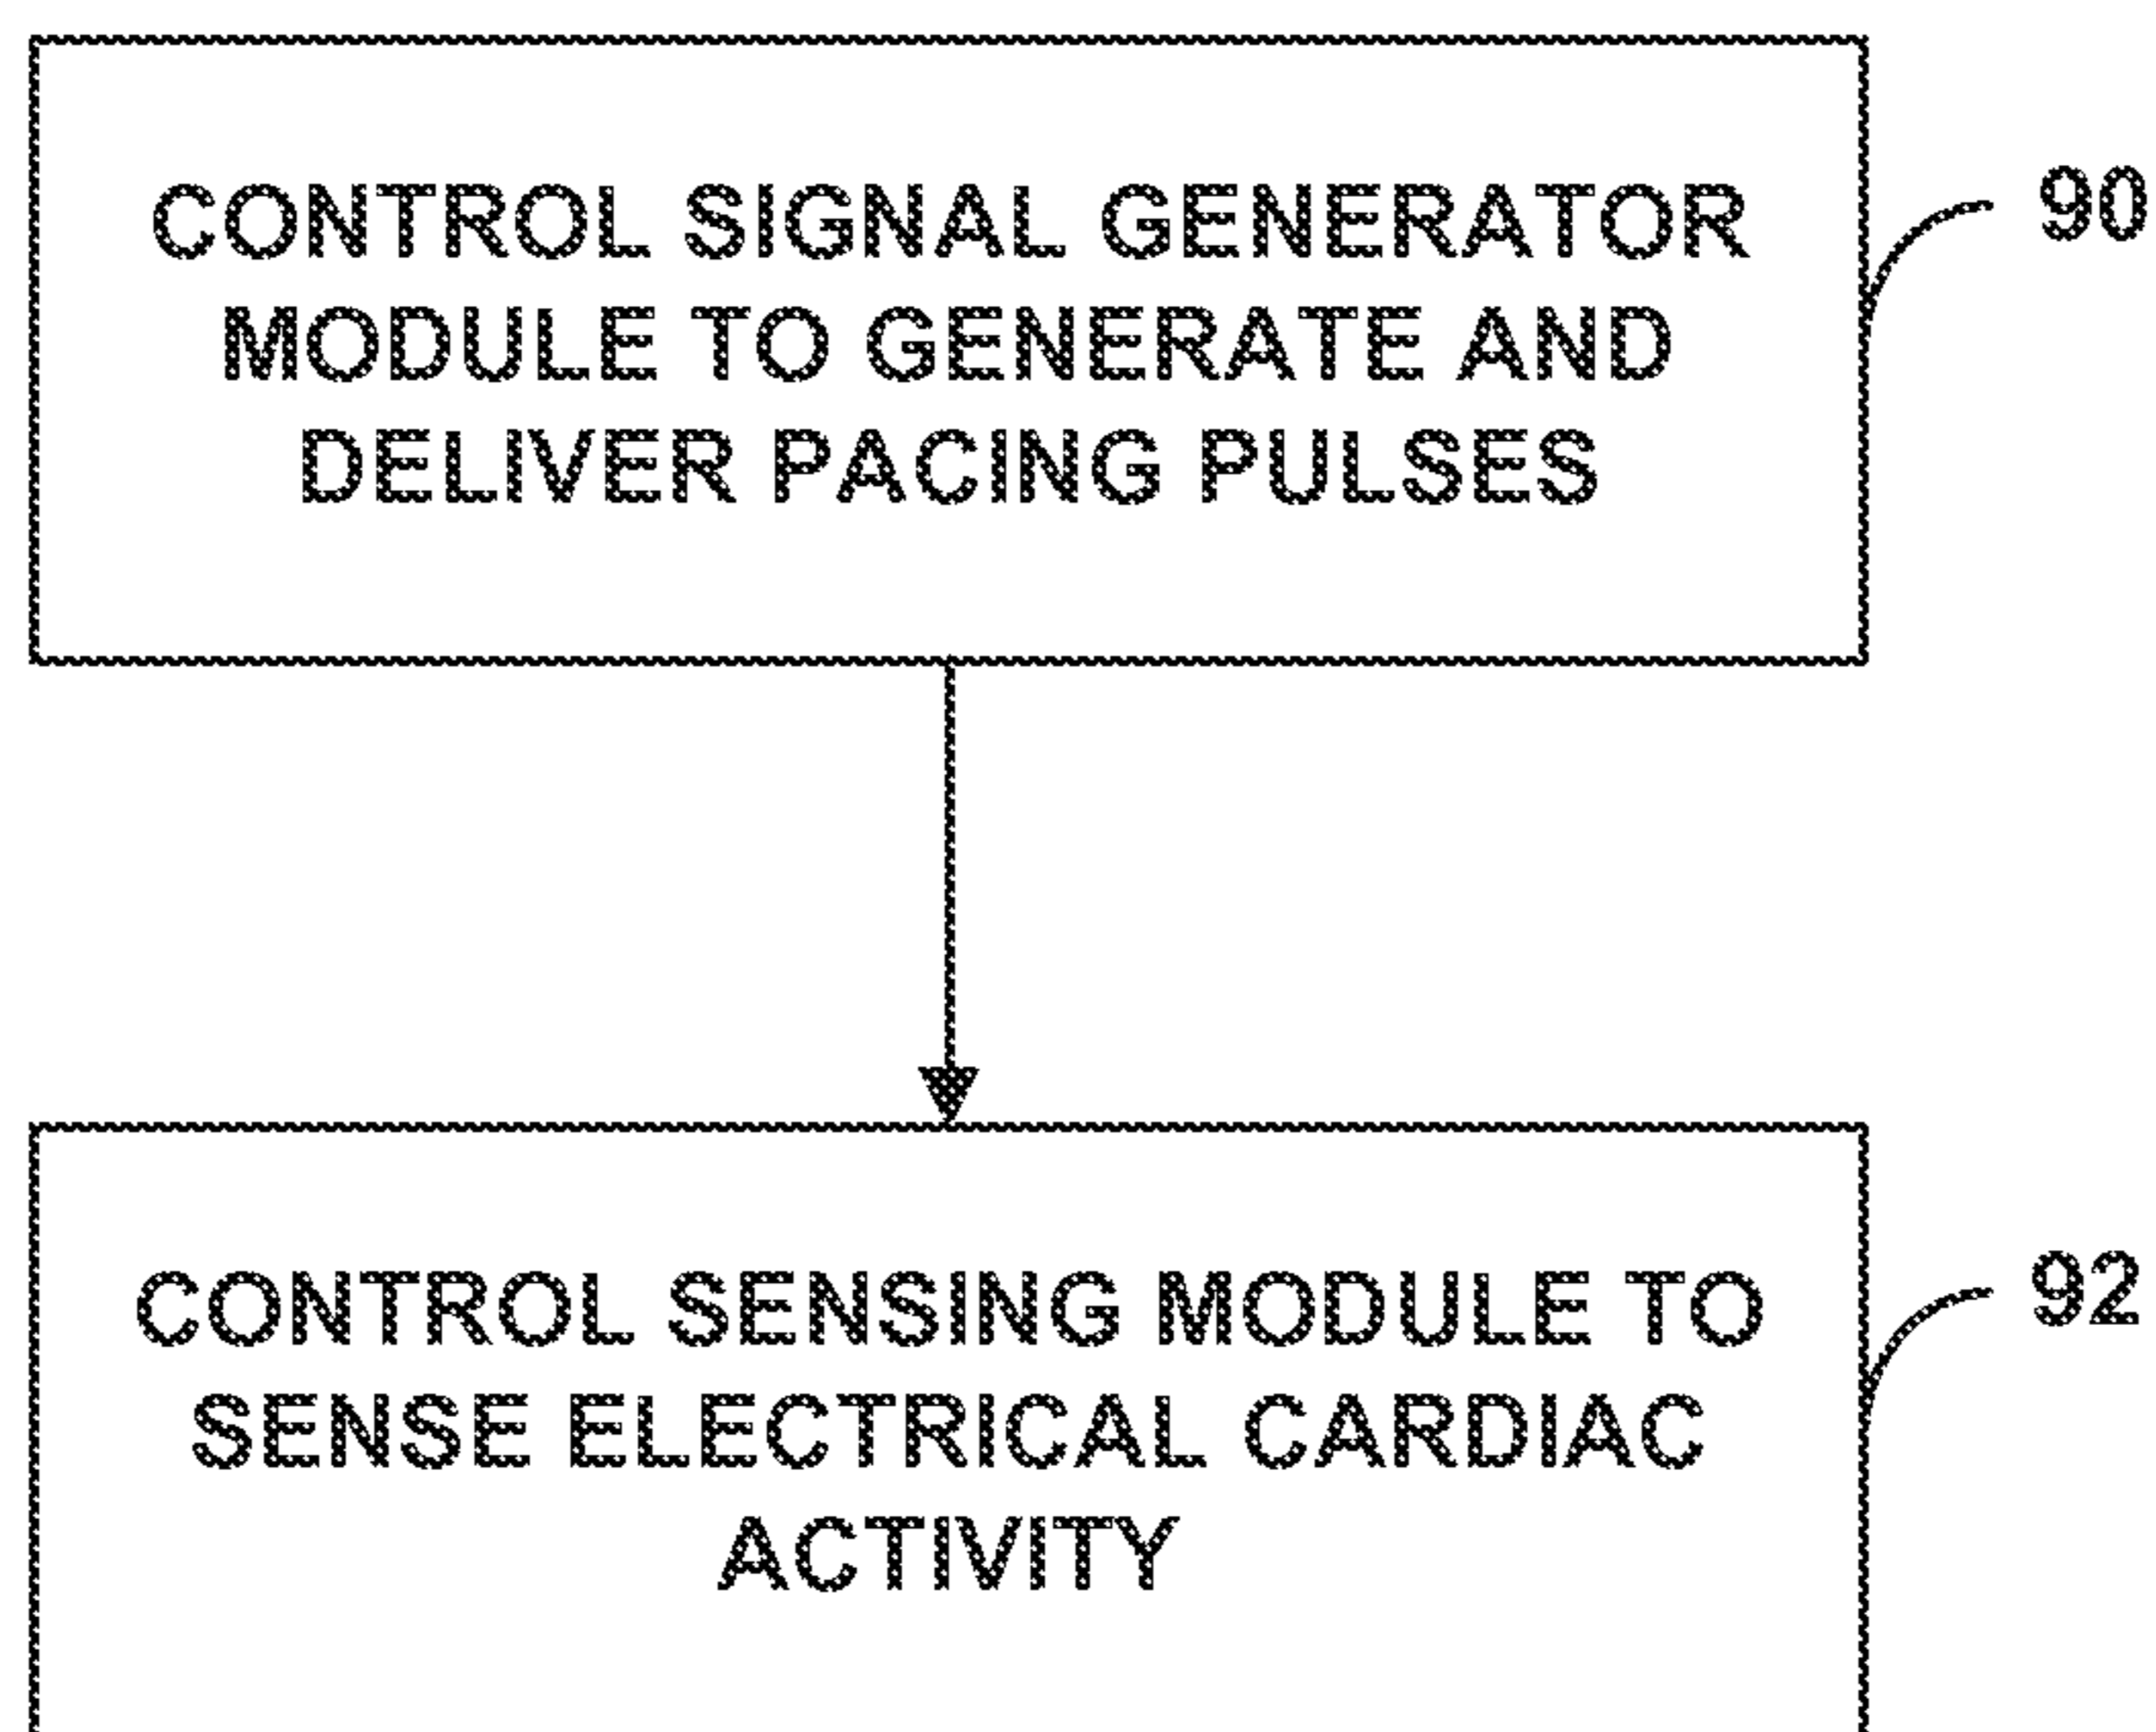 CONTROL SIGNAL GENERATOR
MODULE TO GENERATE AND
DELIVER PACING PULSES
90
CONTROL SENSING MODULE TO
SENSE ELECTRICAL CARDIAC
ACTIVITY
92